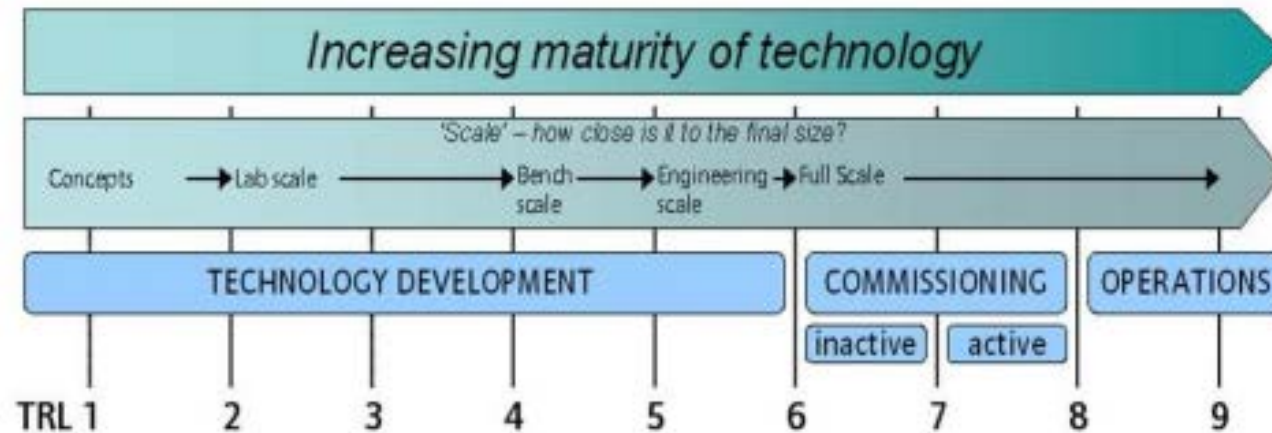 Increasing maturity of technology
'Scale' – how close is it to the final size?
Concepts Lab scale Bench scale Engineering scale Full Scale
TECHNOLOGY DEVELOPMENT COMMISSIONING OPERATIONS
inactive active
TRL 1 2 3 4 5 6 7 8 9